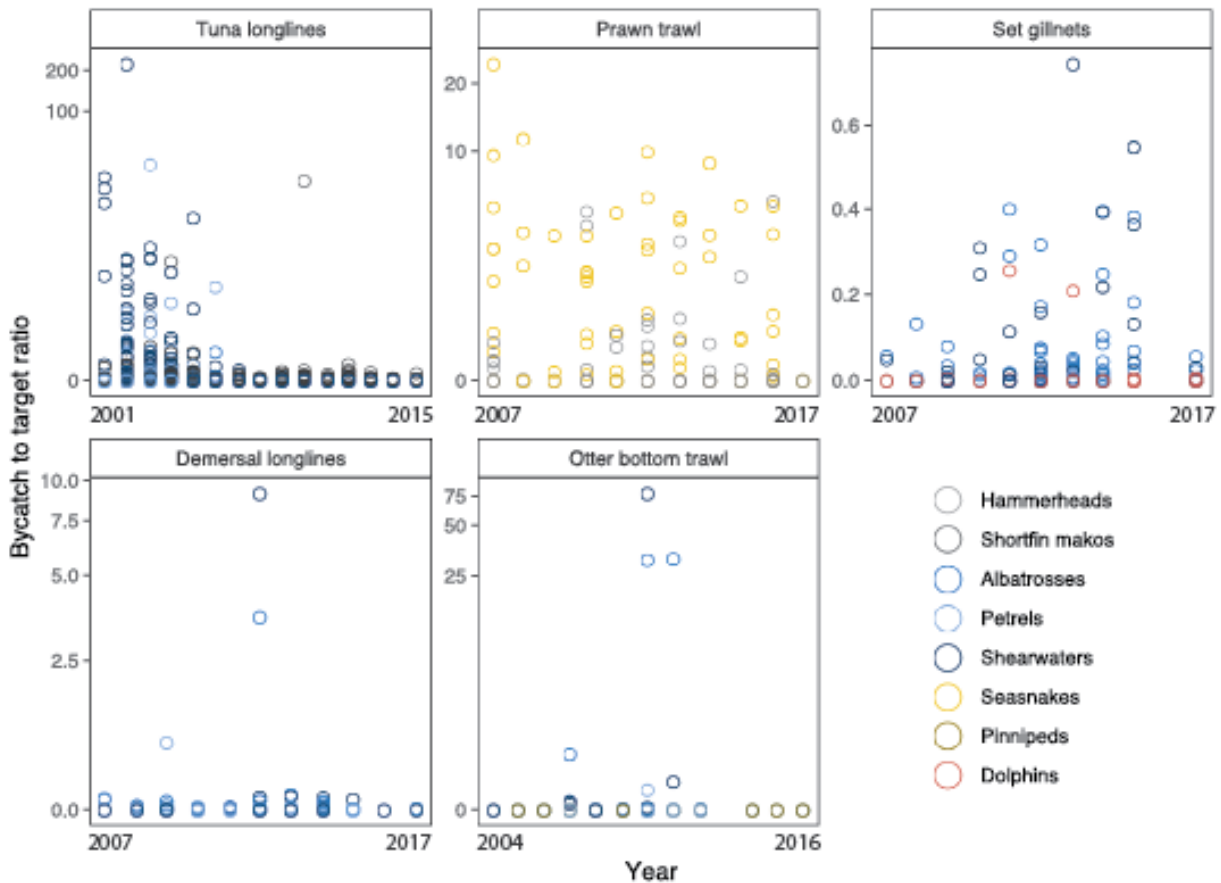 Tuna longlines
Prawn trawl
Set gillnets
200
100
0
2001
2015
20
10
0
2007
2017
0.6
0.4
0.2
0.0
2007
2017
Bycatch to target ratio
Demersal longlines
Otter bottom trawl
10.0
7.5
5.0
2.5
0.0
2007
2017
75
50
25
0
2004
2016
Year
Hammerheads
Shortfin makos
Albatrosses
Petrels
Shearwaters
Seasnakes
Pinnipeds
Dolphins